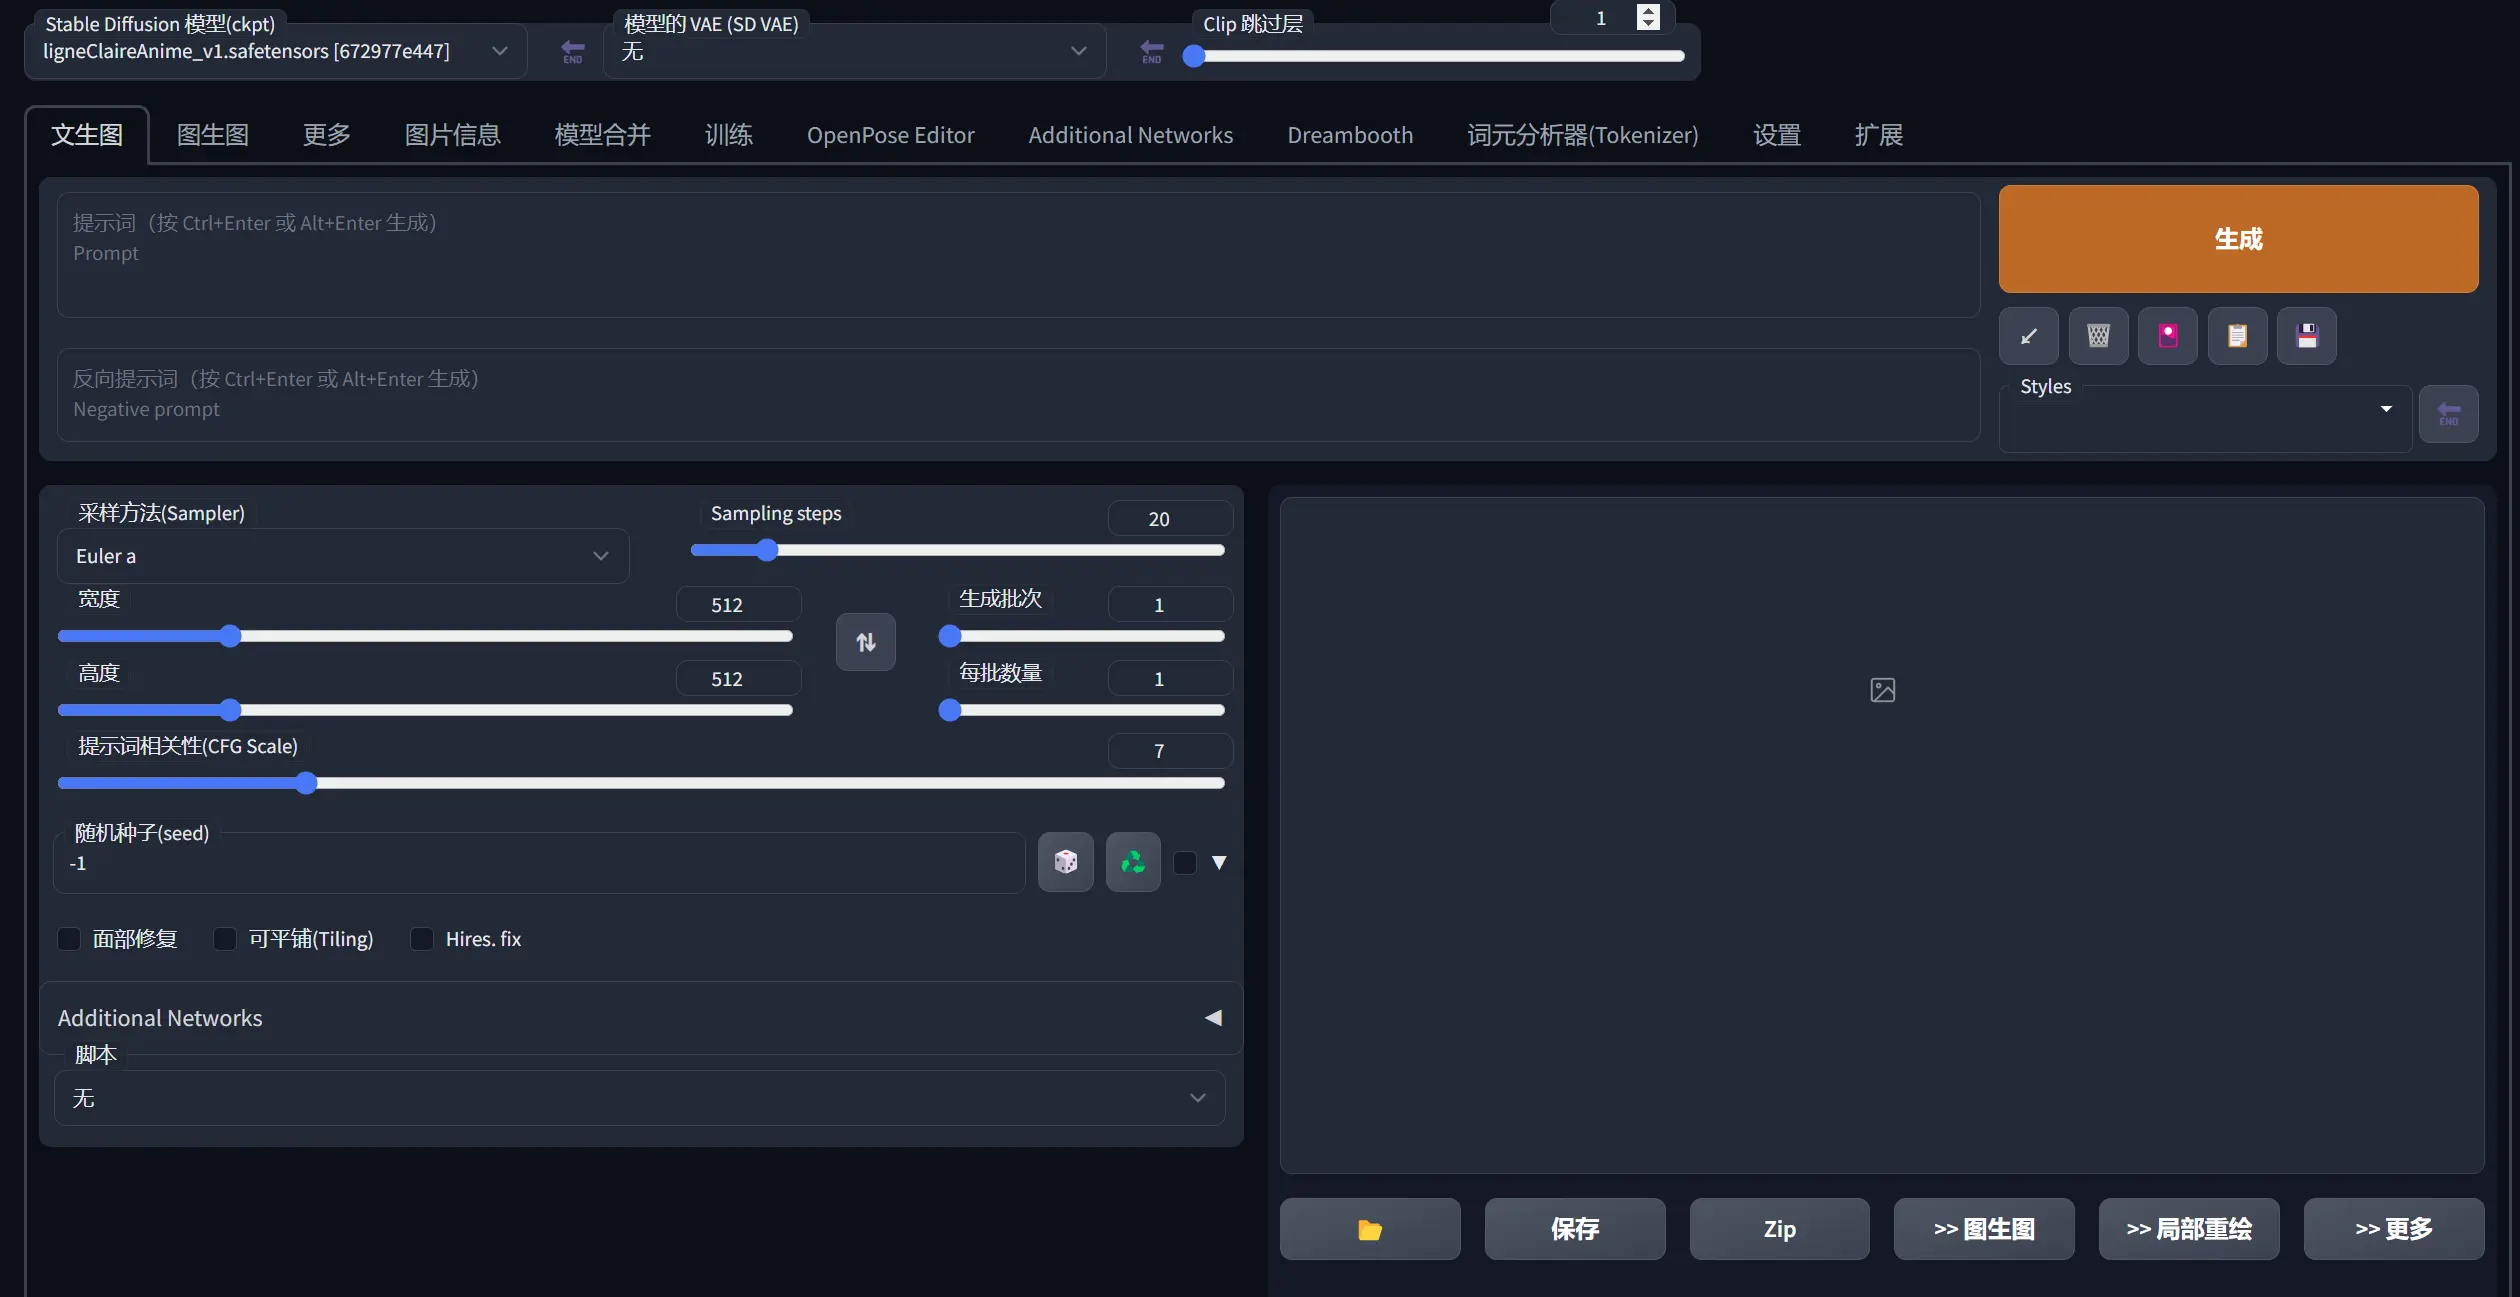 Stable Diffusion 模型(ckpt)
ligneClaireAnime_v1.safetensors [672977e447]
END
模型的 VAE (SD VAE)
无
END
Clip 跳过层
1
文生图 图生图 更多 图片信息 模型合并 训练 OpenPose Editor Additional Networks Dreambooth 词元分析器(Tokenizer) 设置 扩展
提示词（按 Ctrl+Enter 或 Alt+Enter 生成）
Prompt
反向提示词（按 Ctrl+Enter 或 Alt+Enter 生成）
Negative prompt
生成
Styles
END
采样方法(Sampler)
Euler a
Sampling steps
20
宽度
512
高度
512
生成批次
1
每批数量
1
提示词相关性(CFG Scale)
7
随机种子(seed)
-1
面部修复 可平铺(Tiling) Hires. fix
Additional Networks
脚本
无
保存
Zip
>> 图生图
>> 局部重绘
>> 更多